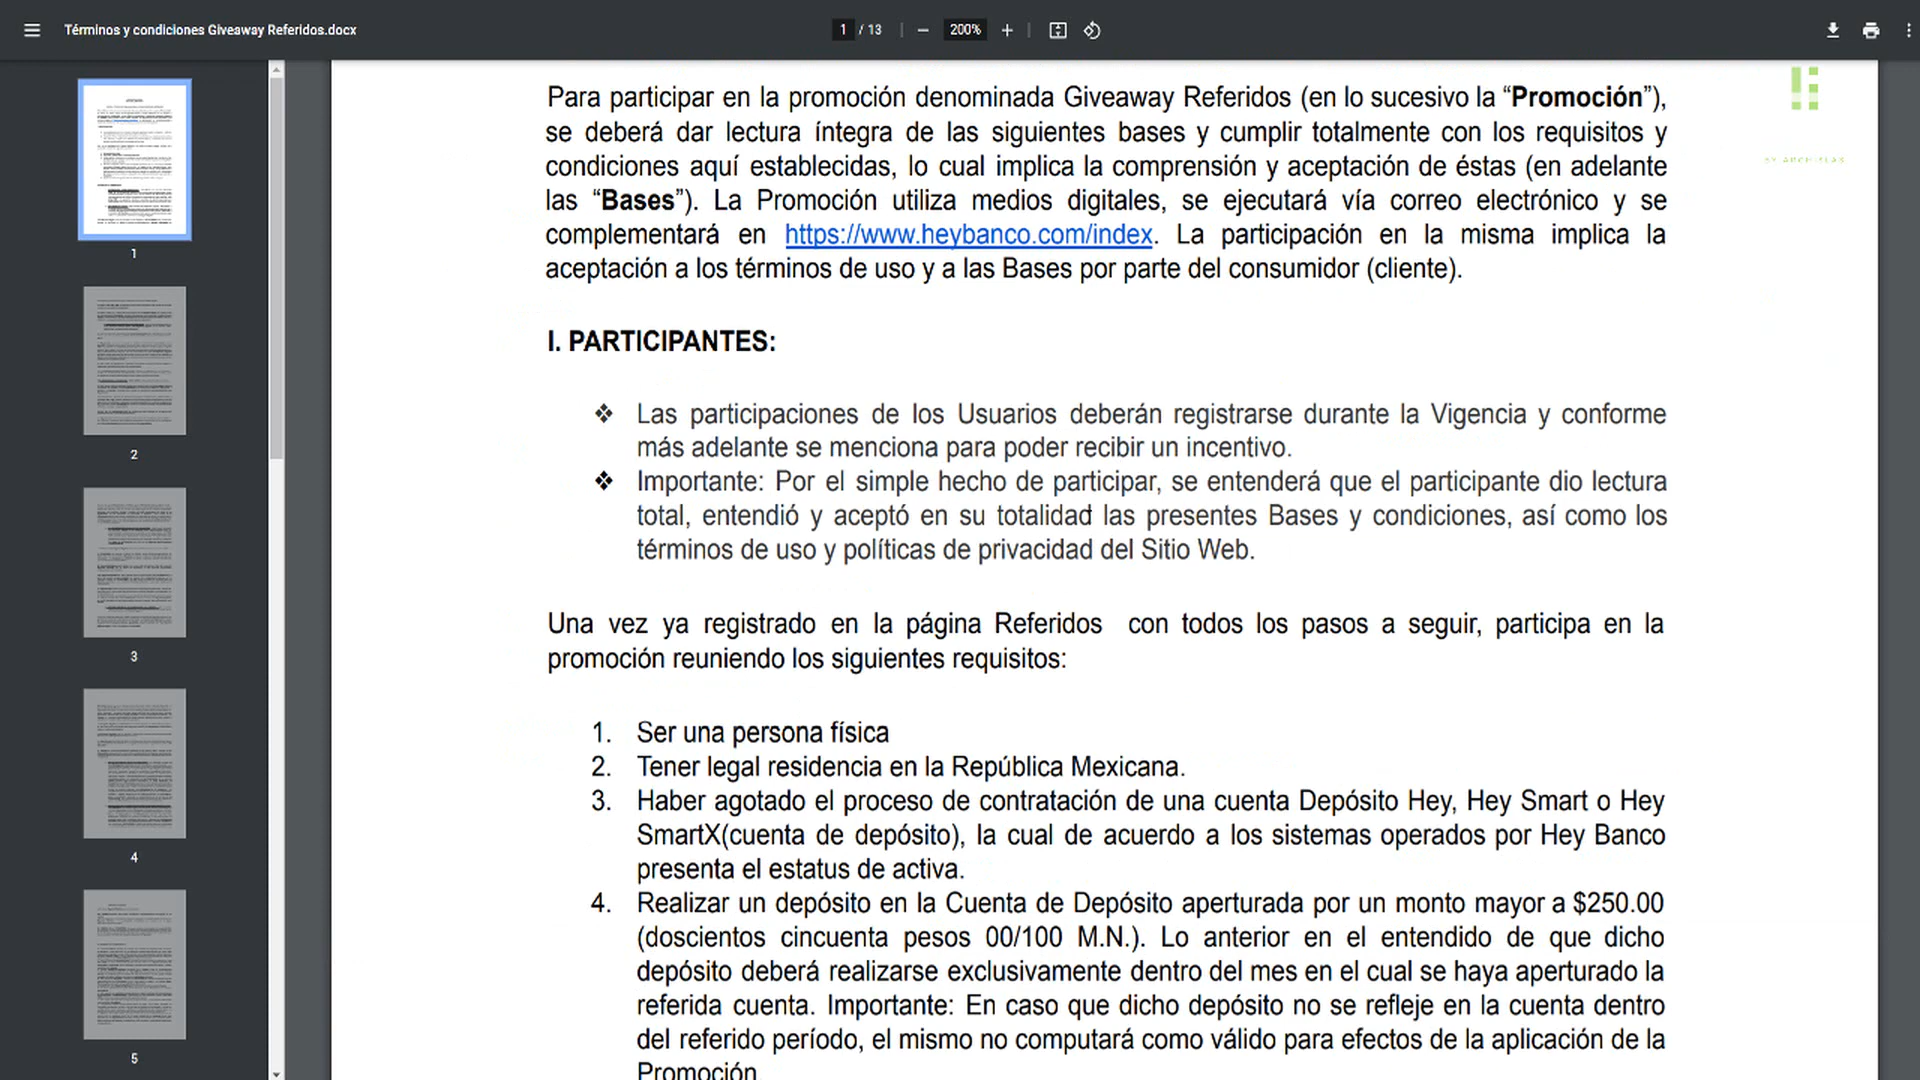 Términos y condiciones Giveaway Referidos.docx
1 / 13
200%
Para participar en la promoción denominada Giveaway Referidos (en lo sucesivo la “Promoción”),
se deberá dar lectura íntegra de las siguientes bases y cumplir totalmente con los requisitos y
condiciones aquí establecidas, lo cual implica la comprensión y aceptación de éstas (en adelante
las “Bases”). La Promoción utiliza medios digitales, se ejecutará vía correo electrónico y se
complementará en https://www.heybanco.com/index. La participación en la misma implica la
aceptación a los términos de uso y a las Bases por parte del consumidor (cliente).
I. PARTICIPANTES:
❖ Las participaciones de los Usuarios deberán registrarse durante la Vigencia y conforme
más adelante se menciona para poder recibir un incentivo.
❖ Importante: Por el simple hecho de participar, se entenderá que el participante dio lectura
total, entendió y aceptó en su totalidad las presentes Bases y condiciones, así como los
términos de uso y políticas de privacidad del Sitio Web.
Una vez ya registrado en la página Referidos con todos los pasos a seguir, participa en la
promoción reuniendo los siguientes requisitos:
1. Ser una persona física
2. Tener legal residencia en la República Mexicana.
3. Haber agotado el proceso de contratación de una cuenta Depósito Hey, Hey Smart o Hey
SmartX(cuenta de depósito), la cual de acuerdo a los sistemas operados por Hey Banco
presenta el estatus de activa.
4. Realizar un depósito en la Cuenta de Depósito aperturada por un monto mayor a $250.00
(doscientos cincuenta pesos 00/100 M.N.). Lo anterior en el entendido de que dicho
depósito deberá realizarse exclusivamente dentro del mes en el cual se haya aperturado la
referida cuenta. Importante: En caso que dicho depósito no se refleje en la cuenta dentro
del referido período, el mismo no computará como válido para efectos de la aplicación de la
Promoción.
1
2
3
4
5